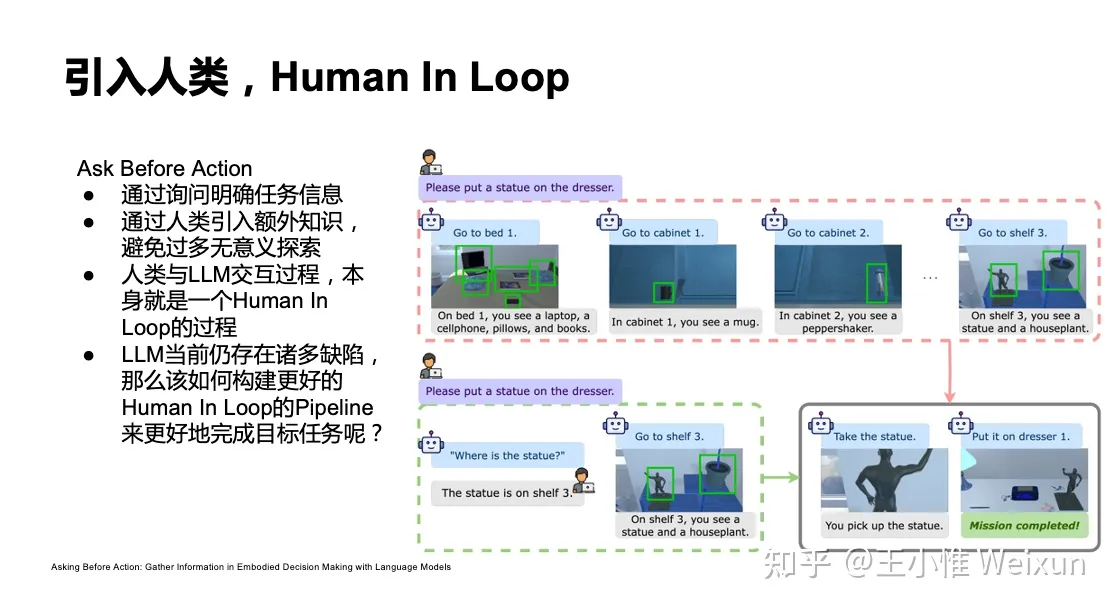 引入人类，Human In Loop
Ask Before Action
● 通过询问明确任务信息
● 通过人类引入额外知识，
避免过多无意义探索
● 人类与LLM交互过程，本
身就是一个Human In
Loop的过程
● LLM当前仍存在诸多缺陷，
那么该如何构建更好的
Human In Loop的Pipeline
来更好地完成目标任务呢？
Please put a statue on the dresser.
Go to bed 1.
On bed 1, you see a laptop, a
cellphone, pillows, and books.
Go to cabinet 1.
In cabinet 1, you see a mug.
Go to cabinet 2.
In cabinet 2, you see a
peppershaker.
...
Go to shelf 3.
On shelf 3, you see a
statue and a houseplant.
Please put a statue on the dresser.
"Where is the statue?"
The statue is on shelf 3.
Go to shelf 3.
On shelf 3, you see a
statue and a houseplant.
Take the statue.
You pick up the statue.
Put it on dresser 1.
Mission completed!
Asking Before Action: Gather Information in Embodied Decision Making with Language Models
知乎 @王小惟 Weixun